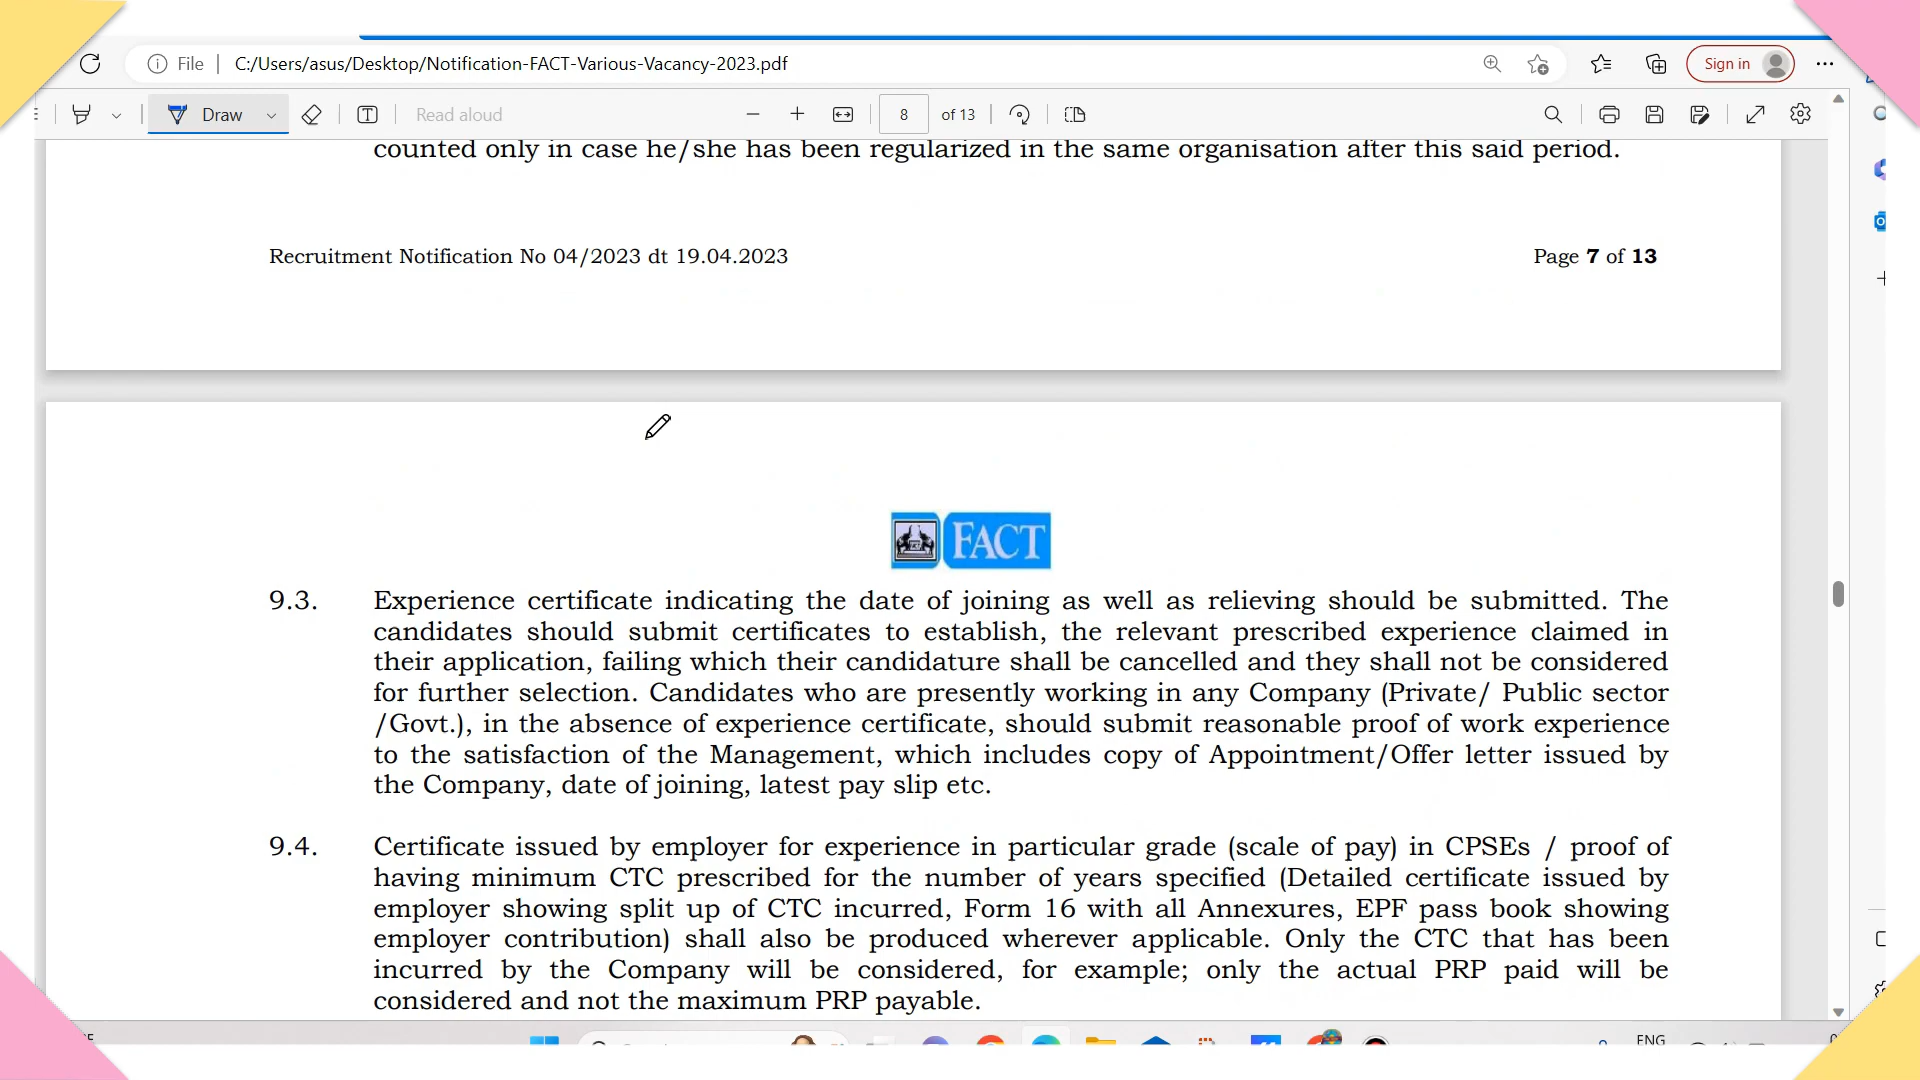 File
C:/Users/asus/Desktop/Notification-FACT-Various-Vacancy-2023.pdf
Sign in
Draw
Read aloud
8
of 13
counted only in case he/she has been regularized in the same organisation after this said period.
Recruitment Notification No 04/2023 dt 19.04.2023
Page 7 of 13
FACT
9.3. Experience certificate indicating the date of joining as well as relieving should be submitted. The
candidates should submit certificates to establish, the relevant prescribed experience claimed in
their application, failing which their candidature shall be cancelled and they shall not be considered
for further selection. Candidates who are presently working in any Company (Private/ Public sector
/Govt.), in the absence of experience certificate, should submit reasonable proof of work experience
to the satisfaction of the Management, which includes copy of Appointment/Offer letter issued by
the Company, date of joining, latest pay slip etc.
9.4. Certificate issued by employer for experience in particular grade (scale of pay) in CPSEs / proof of
having minimum CTC prescribed for the number of years specified (Detailed certificate issued by
employer showing split up of CTC incurred, Form 16 with all Annexures, EPF pass book showing
employer contribution) shall also be produced wherever applicable. Only the CTC that has been
incurred by the Company will be considered, for example; only the actual PRP paid will be
considered and not the maximum PRP payable.
ENG